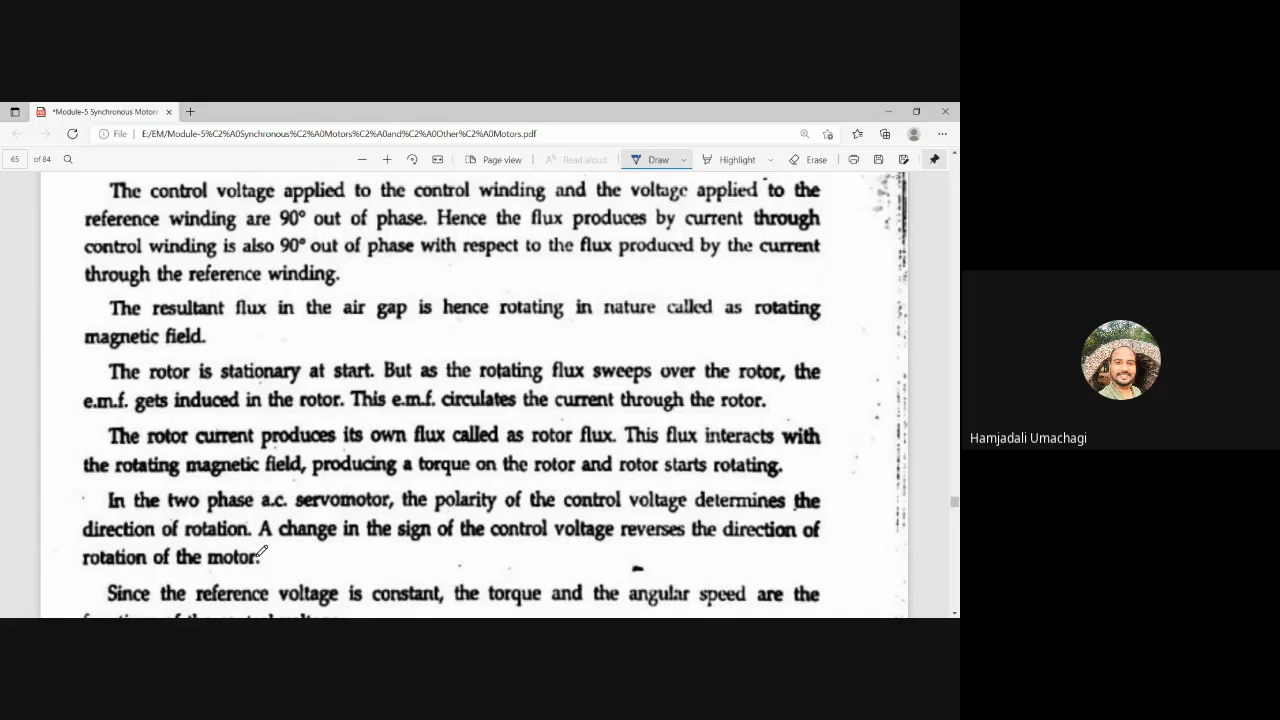 *Module-5 Synchronous Motors
File
E:/EM/Module-5%C2%A0Synchronous%C2%A0Motors%C2%A0and%C2%A0Other%C2%A0Motors.pdf
65 of 84
Page view
Read aloud
Draw
Highlight
Erase
The control voltage applied to the control winding and the voltage applied to the
reference winding are 90° out of phase. Hence the flux produces by current through
control winding is also 90° out of phase with respect to the flux produced by the current
through the reference winding.
The resultant flux in the air gap is hence rotating in nature called as rotating
magnetic field.
The rotor is stationary at start. But as the rotating flux sweeps over the rotor, the
e.m.f. gets induced in the rotor. This e.m.f. circulates the current through the rotor.
The rotor current produces its own flux called as rotor flux. This flux interacts with
the rotating magnetic field, producing a torque on the rotor and rotor starts rotating.
In the two phase a.c. servomotor, the polarity of the control voltage determines the
direction of rotation. A change in the sign of the control voltage reverses the direction of
rotation of the motor.
Since the reference voltage is constant, the torque and the angular speed are the
Hamjadali Umachagi